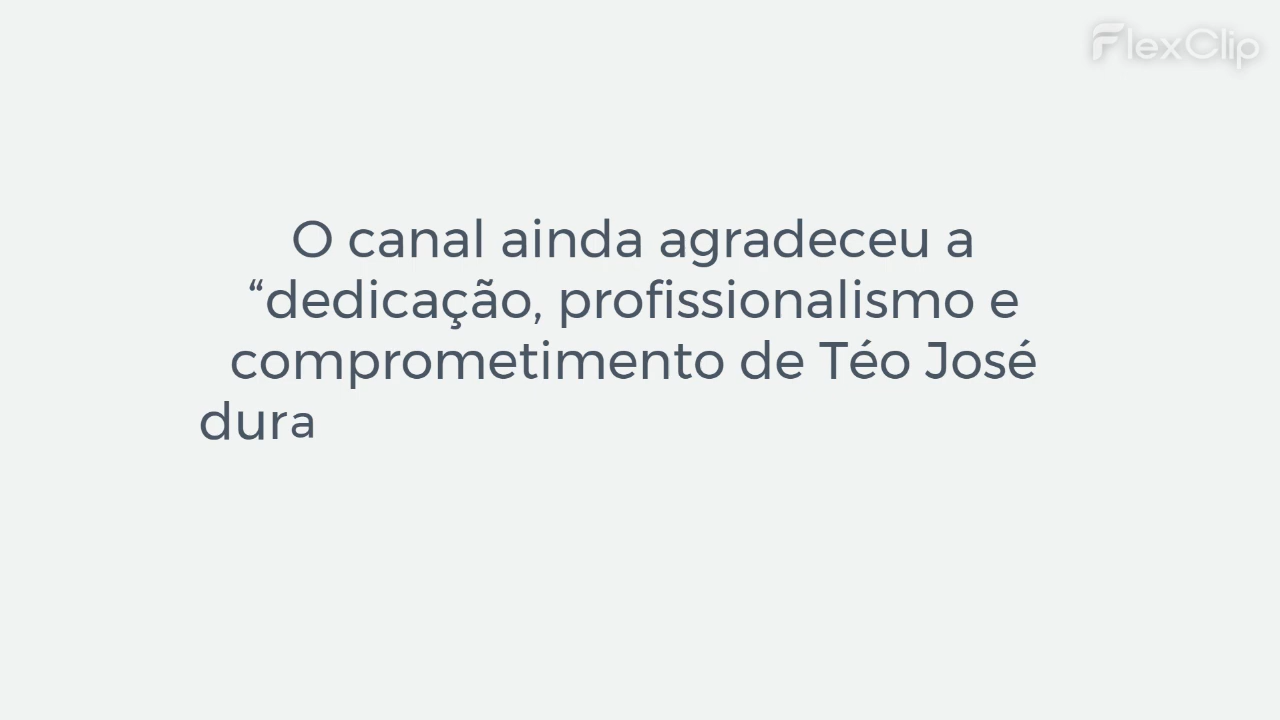 FlexClip
O canal ainda agradeceu a
“dedicação, profissionalismo e
comprometimento de Téo José
dura